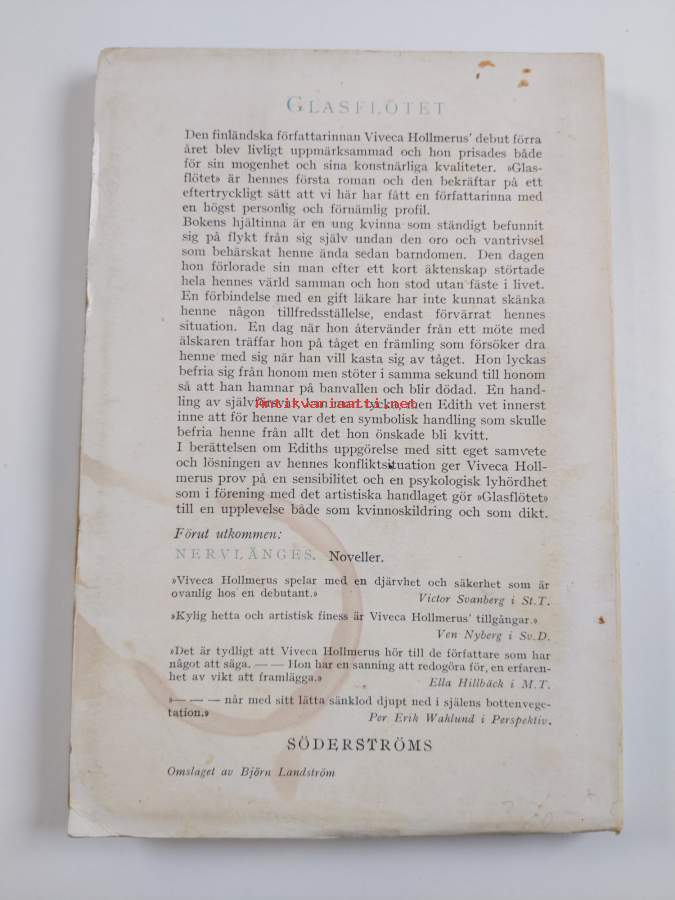 GLASFLÖTET
Den finländska författarinnan Viveca Hollmerus' debut förra
året blev livligt uppmärksammad och hon prisades både
för sin mogenhet och sina konstnärliga kvaliteter. »Glas-
flötet» är hennes första roman och den bekräftar på ett
eftertryckligt sätt att vi här har fått en författarinna med
en högst personlig och förnämlig profil.
Bokens hjältinna är en ung kvinna som ständigt befunnit
sig på flykt från sig själv undan den oro och vantrivsel
som behärskat henne ända sedan barndomen. Den dagen
hon förlorade sin man efter ett kort äktenskap störtade
hela hennes värld samman och hon stod utan fäste i livet.
En förbindelse med en gift läkare har inte kunnat skänka
henne någon tillfredsställelse, endast förvärrat hennes
situation. En dag när hon återvänder från ett möte med
älskaren träffar hon på tåget en främling som försöker dra
henne med sig när han vill kasta sig av tåget. Hon lyckas
befria sig från honom men stöter i samma sekund till honom
så att han hamnar på banvallen och blir dödad. En hand-
ling av självförsvar kan men Edith vet innerst
Antikvariaatti.net
inne att för henne var det en symbolisk handling som skulle
befria henne från allt det hon önskade bli kvitt.
I berättelsen om Ediths uppgörelse med sitt eget samvete
och lösningen av hennes konfliktsituation ger Viveca Holl-
merus prov på en sensibilitet och en psykologisk lyhördhet
som i förening med det artistiska handlaget gör »Glasflötet»
till en upplevelse både som kvinnoskildring och som dikt.
Förut utkommen:
NERVLÄNGES. Noveller.
»Viveca Hollmerus spelar med en djärvhet och säkerhet som är
ovanlig hos en debutant.» Victor Svanberg i St.T.
»Kylig hetta och artistisk finess är Viveca Hollmerus' tillgångar.»
Ven Nyberg i Sv.D.
»Det är tydligt att Viveca Hollmerus hör till de författare som har
något att säga. — — Hon har en sanning att redogöra för, en erfaren-
het av vikt att framlägga.» Ella Hillbäck i M.T.
»— — — når med sitt lätta sänklod djupt ned i själens bottenvege-
tation.» Per Erik Wahlund i Perspektiv.
SÖDERSTRÖMS
Omslaget av Björn Landström